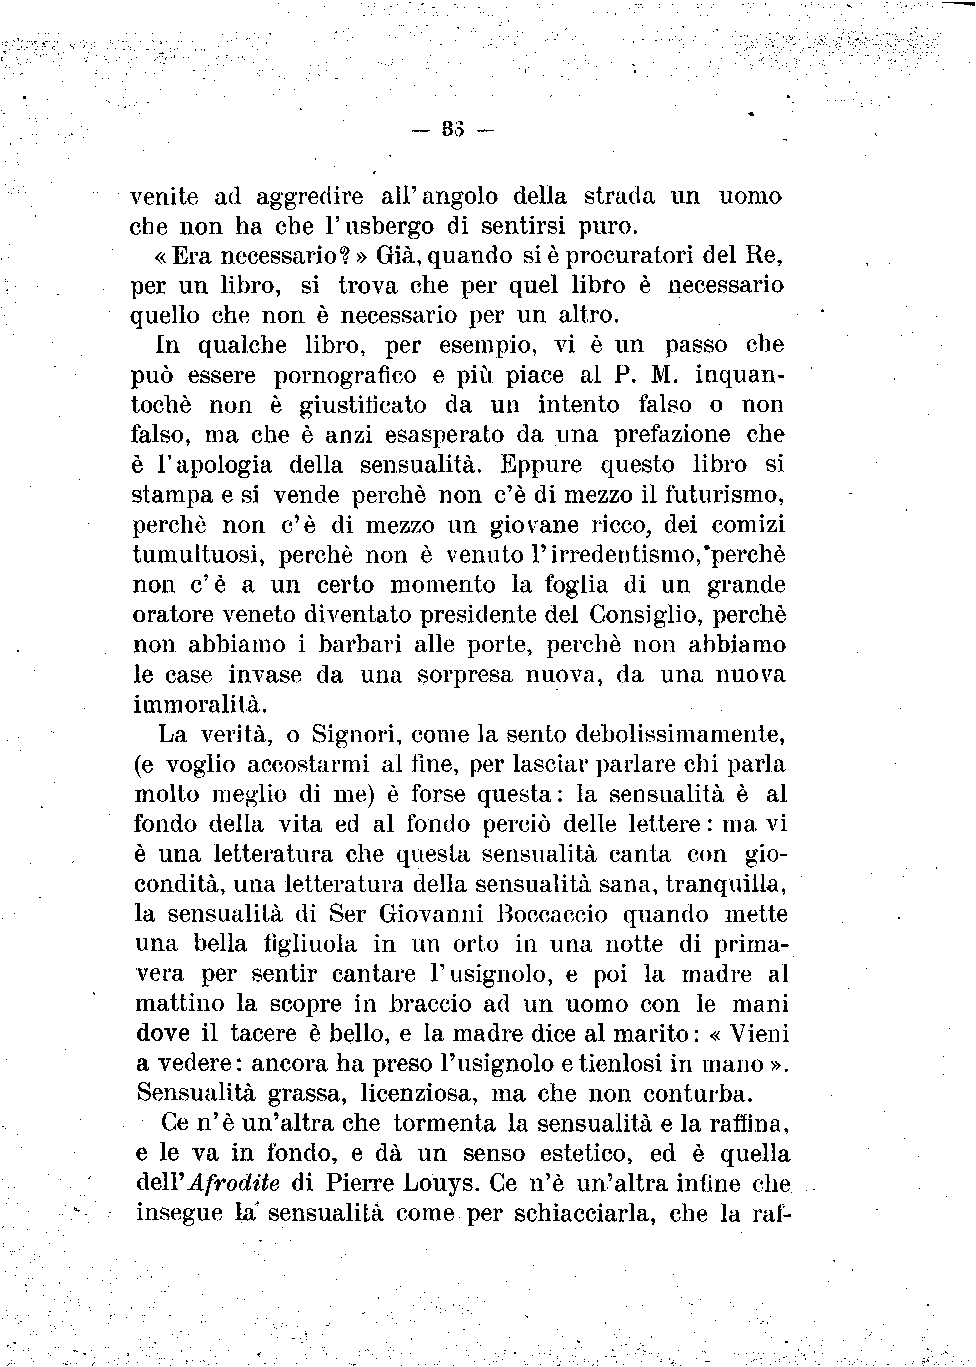 — 36 —
venite ad aggredire all' angolo della strada un uomo
che non ha che l' usbergo di sentirsi puro.
« Era necessario? » Già, quando si è procuratori del Re,
per un libro, si trova che per quel libro è necessario
quello che non è necessario per un altro.
In qualche libro, per esempio, vi è un passo che
può essere pornografico e più piace al P. M. inquan-
tochè non è giustificato da un intento falso o non
falso, ma che è anzi esasperato da una prefazione che
è l' apologia della sensualità. Eppure questo libro si
stampa e si vende perchè non c'è di mezzo il futurismo,
perchè non c' è di mezzo un giovane ricco, dei comizi
tumultuosi, perchè non è venuto l' irredentismo, perchè
non c' è a un certo momento la foglia di un grande
oratore veneto diventato presidente del Consiglio, perchè
non abbiamo i barbari alle porte, perchè non abbiamo
le case invase da una sorpresa nuova, da una nuova
immoralità.
La verità, o Signori, come la sento debolissimamente,
(e voglio accostarmi al fine, per lasciar parlare chi parla
molto meglio di me) è forse questa: la sensualità è al
fondo della vita ed al fondo perciò delle lettere: ma vi
è una letteratura che questa sensualità canta con gio-
condità, una letteratura della sensualità sana, tranquilla,
la sensualità di Ser Giovanni Boccaccio quando mette
una bella figliuola in un orto in una notte di prima-
vera per sentir cantare l' usignolo, e poi la madre al
mattino la scopre in braccio ad un uomo con le mani
dove il tacere è bello, e la madre dice al marito: « Vieni
a vedere: ancora ha preso l'usignolo e tienlosi in mano ».
Sensualità grassa, licenziosa, ma che non conturba.
Ce n' è un'altra che tormenta la sensualità e la raffina,
e le va in fondo, e dà un senso estetico, ed è quella
dell' Afrodite di Pierre Louys. Ce n'è un'altra infine che
insegue la sensualità come per schiacciarla, che la raf-